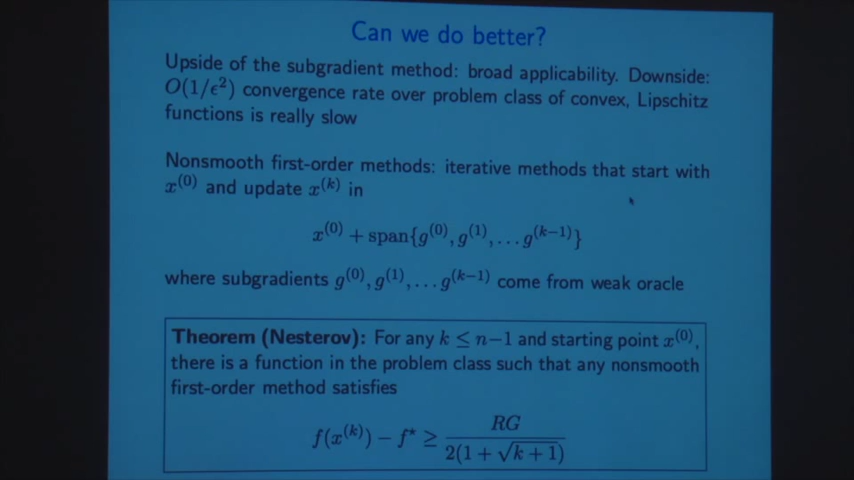 Can we do better?
Upside of the subgradient method: broad applicability. Downside:
O(1/ϵ²) convergence rate over problem class of convex, Lipschitz
functions is really slow
Nonsmooth first-order methods: iterative methods that start with
x⁽⁰⁾ and update x⁽ᵏ⁾ in
x⁽⁰⁾ + span{g⁽⁰⁾, g⁽¹⁾, … g⁽ᵏ⁻¹⁾}
where subgradients g⁽⁰⁾, g⁽¹⁾, … g⁽ᵏ⁻¹⁾ come from weak oracle
Theorem (Nesterov): For any k ≤ n−1 and starting point x⁽⁰⁾,
there is a function in the problem class such that any nonsmooth
first-order method satisfies
f(x⁽ᵏ⁾) − f* ≥ RG / 2(1 + √(k+1))